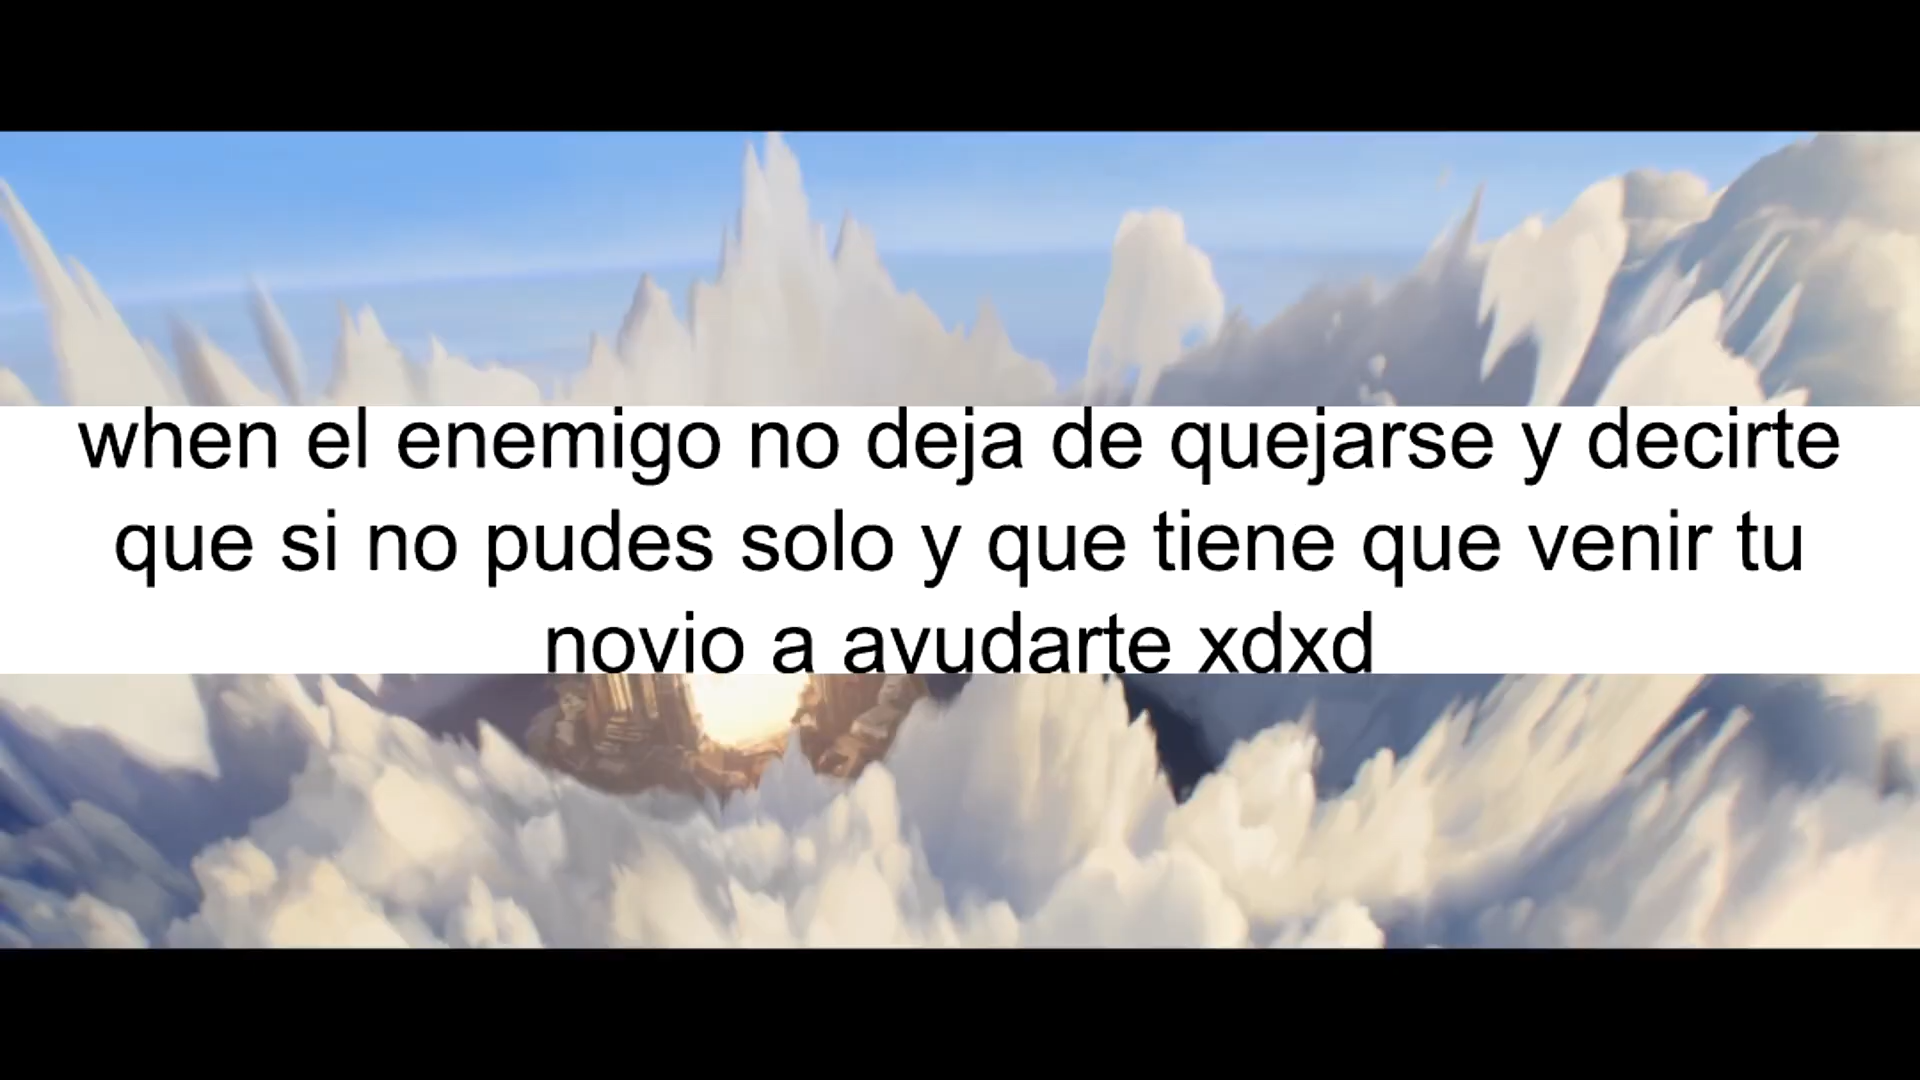 when el enemigo no deja de quejarse y decirte
que si no pudes solo y que tiene que venir tu
novio a ayudarte xdxd